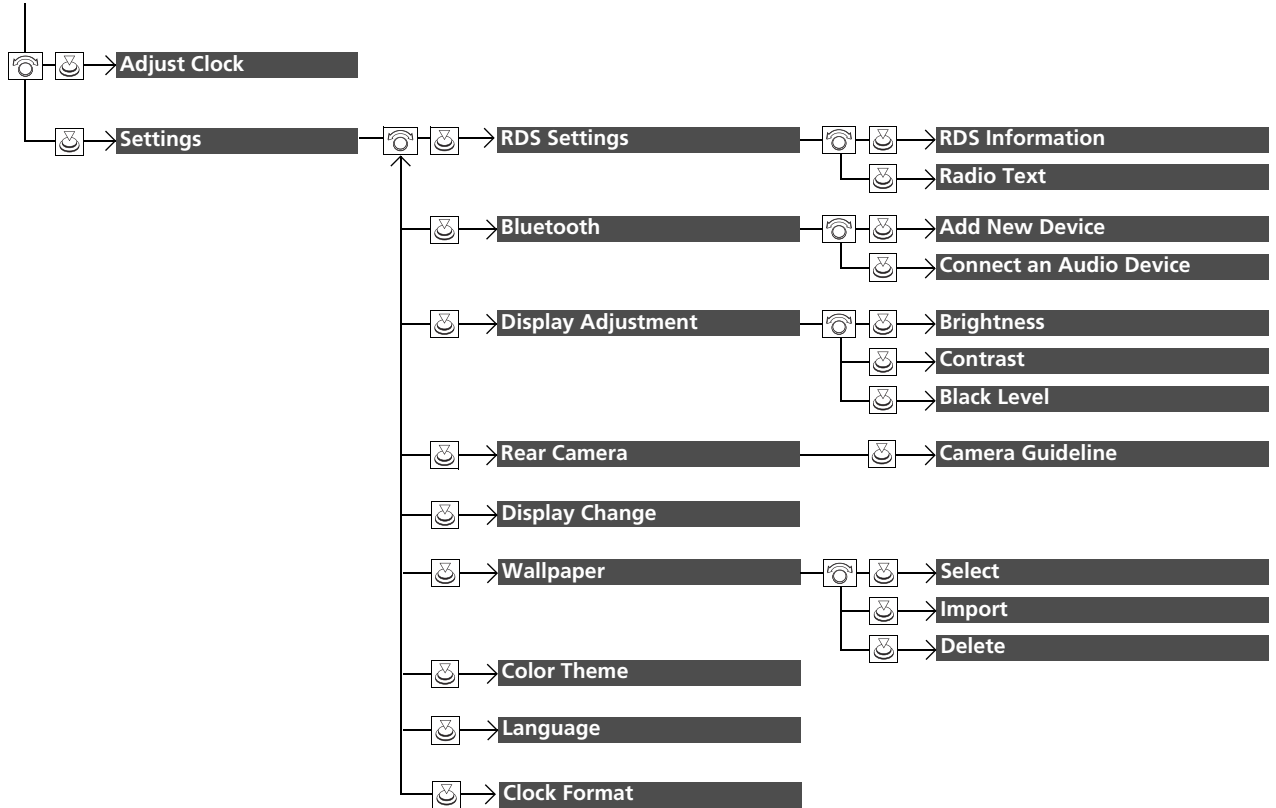 Adjust Clock
Settings
RDS Settings
RDS Information
Radio Text
Bluetooth
Add New Device
Connect an Audio Device
Display Adjustment
Brightness
Contrast
Black Level
Rear Camera
Camera Guideline
Display Change
Wallpaper
Select
Import
Delete
Color Theme
Language
Clock Format